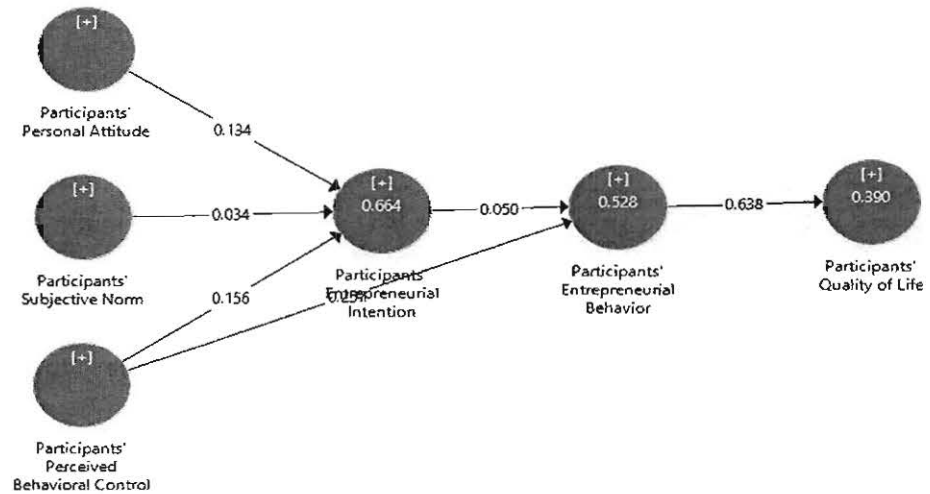 [+]
Participants'
Personal Attitude
0.134
[+]
Participants'
Subjective Norm
0.034
[+]
0.664
Participants'
Entrepreneurial
Intention
0.050
[+]
0.528
Participants'
Entrepreneurial
Behavior
0.638
[+]
0.390
Participants'
Quality of Life
0.156
[+]
Participants'
Perceived
Behavioral Control